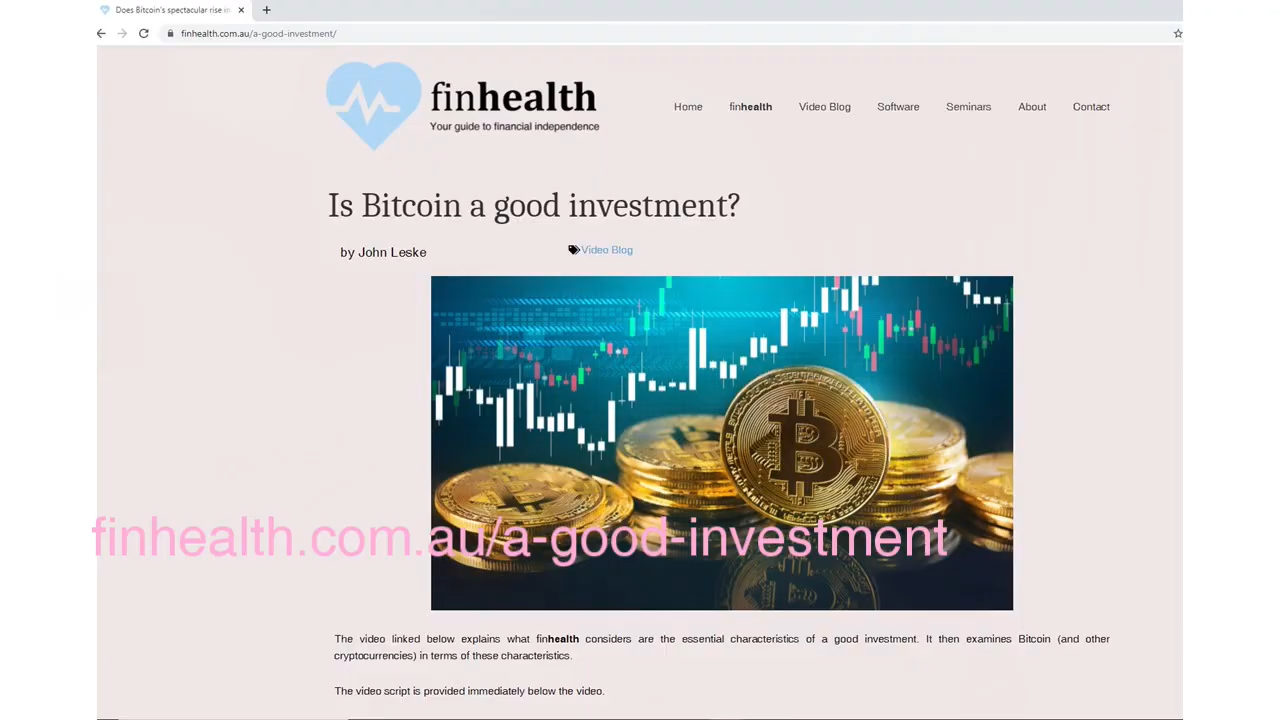 Does Bitcoin's spectacular rise in
finhealth.com.au/a-good-investment/
finhealth
Your guide to financial independence
Home finhealth Video Blog Software Seminars About Contact
Is Bitcoin a good investment?
by John Leske Video Blog
finhealth.com.au/a-good-investment
The video linked below explains what finhealth considers are the essential characteristics of a good investment. It then examines Bitcoin (and other
cryptocurrencies) in terms of these characteristics.
The video script is provided immediately below the video.